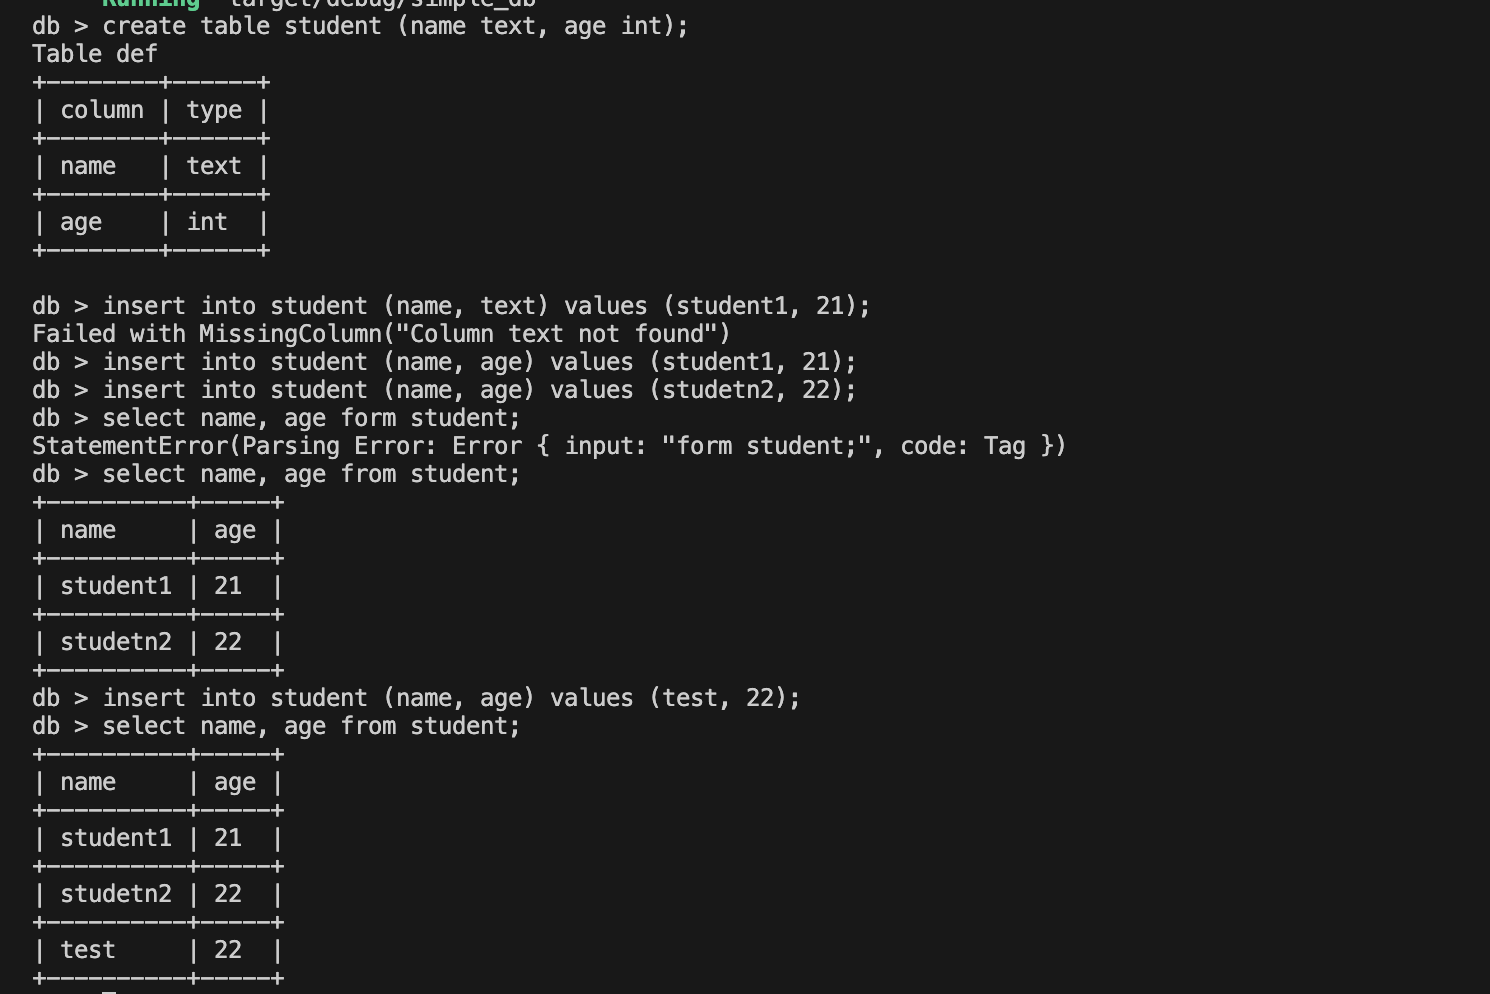 Running `target/debug/simple_db`
db > create table student (name text, age int);
Table def
+--------+------+
| column | type |
+--------+------+
| name   | text |
+--------+------+
| age    | int  |
+--------+------+
db > insert into student (name, text) values (student1, 21);
Failed with MissingColumn("Column text not found")
db > insert into student (name, age) values (student1, 21);
db > insert into student (name, age) values (studetn2, 22);
db > select name, age form student;
StatementError(Parsing Error: Error { input: "form student;", code: Tag })
db > select name, age from student;
+----------+-----+
| name     | age |
+----------+-----+
| student1 | 21  |
+----------+-----+
| studetn2 | 22  |
+----------+-----+
db > insert into student (name, age) values (test, 22);
db > select name, age from student;
+----------+-----+
| name     | age |
+----------+-----+
| student1 | 21  |
+----------+-----+
| studetn2 | 22  |
+----------+-----+
| test     | 22  |
+----------+-----+